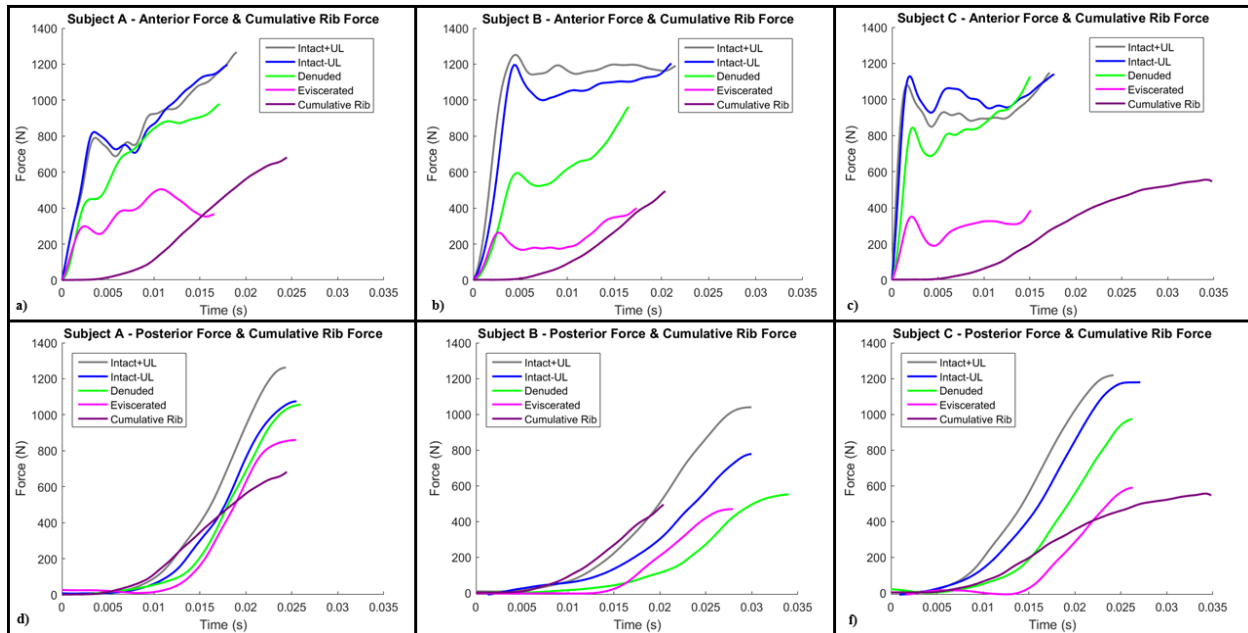 Subject A - Anterior Force & Cumulative Rib Force
1400
1200
1000
800
600
400
200
0
Force (N)
Intact+UL
Intact-UL
Denuded
Eviscerated
Cumulative Rib
0 0.005 0.01 0.015 0.02 0.025 0.03 0.035
a)
Time (s)
Subject B - Anterior Force & Cumulative Rib Force
1400
1200
1000
800
600
400
200
0
Force (N)
Intact+UL
Intact-UL
Denuded
Eviscerated
Cumulative Rib
0 0.005 0.01 0.015 0.02 0.025 0.03 0.035
b)
Time (s)
Subject C - Anterior Force & Cumulative Rib Force
1400
1200
1000
800
600
400
200
0
Force (N)
Intact+UL
Intact-UL
Denuded
Eviscerated
Cumulative Rib
0 0.005 0.01 0.015 0.02 0.025 0.03 0.035
c)
Time (s)
Subject A - Posterior Force & Cumulative Rib Force
1400
1200
1000
800
600
400
200
0
Force (N)
Intact+UL
Intact-UL
Denuded
Eviscerated
Cumulative Rib
0 0.005 0.01 0.015 0.02 0.025 0.03 0.035
d)
Time (s)
Subject B - Posterior Force & Cumulative Rib Force
1400
1200
1000
800
600
400
200
0
Force (N)
Intact+UL
Intact-UL
Denuded
Eviscerated
Cumulative Rib
0 0.005 0.01 0.015 0.02 0.025 0.03 0.035
e)
Time (s)
Subject C - Posterior Force & Cumulative Rib Force
1400
1200
1000
800
600
400
200
0
Force (N)
Intact+UL
Intact-UL
Denuded
Eviscerated
Cumulative Rib
0 0.005 0.01 0.015 0.02 0.025 0.03 0.035
f)
Time (s)